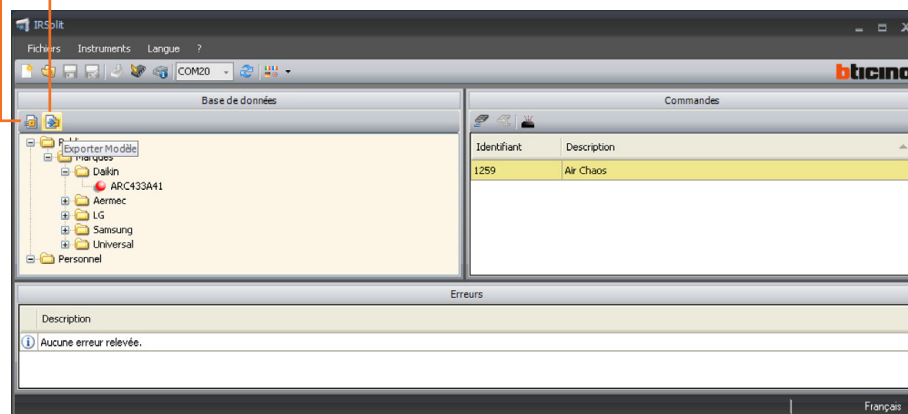 IRSplit
Fichiers Instruments Langue ?
COM20
bticino
Base de données
Commandes
Exporter Modèle
Marques
Daikin
ARC433A41
Aermec
LG
Samsung
Universal
Personnel
Identifiant Description
1259 Air Chaos
Erreurs
Description
Aucune erreur relevée.
Français